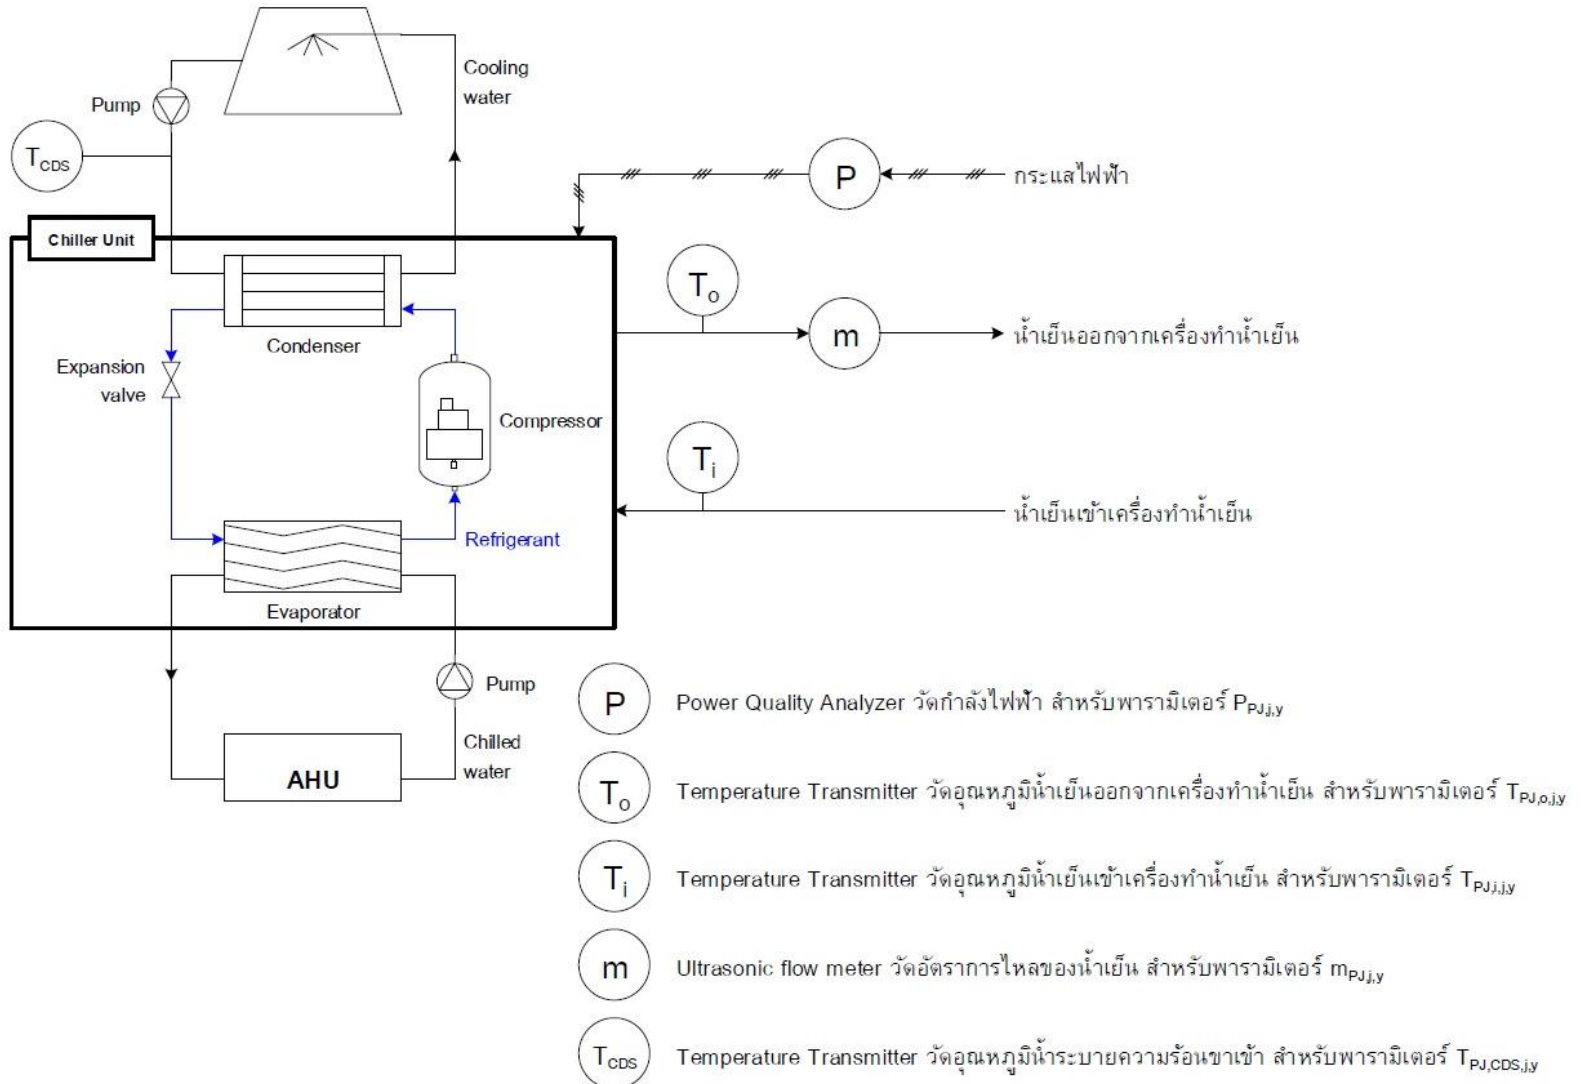 Cooling
water
Pump
T_CDS
P
กระแสไฟฟ้า
Chiller Unit
T_o
m
น้ำเย็นออกจากเครื่องทำน้ำเย็น
Condenser
Expansion
valve
Compressor
T_i
น้ำเย็นเข้าเครื่องทำน้ำเย็น
Refrigerant
Evaporator
Pump
Chilled
water
AHU
P Power Quality Analyzer วัดกำลังไฟฟ้า สำหรับพารามิเตอร์ P_PJ,j,y
T_o Temperature Transmitter วัดอุณหภูมิน้ำเย็นออกจากเครื่องทำน้ำเย็น สำหรับพารามิเตอร์ T_PJ,o,j,y
T_i Temperature Transmitter วัดอุณหภูมิน้ำเย็นเข้าเครื่องทำน้ำเย็น สำหรับพารามิเตอร์ T_PJ,i,j,y
m Ultrasonic flow meter วัดอัตราการไหลของน้ำเย็น สำหรับพารามิเตอร์ m_PJ,j,y
T_CDS Temperature Transmitter วัดอุณหภูมิน้ำระบายความร้อนขาเข้า สำหรับพารามิเตอร์ T_PJ,CDS,j,y